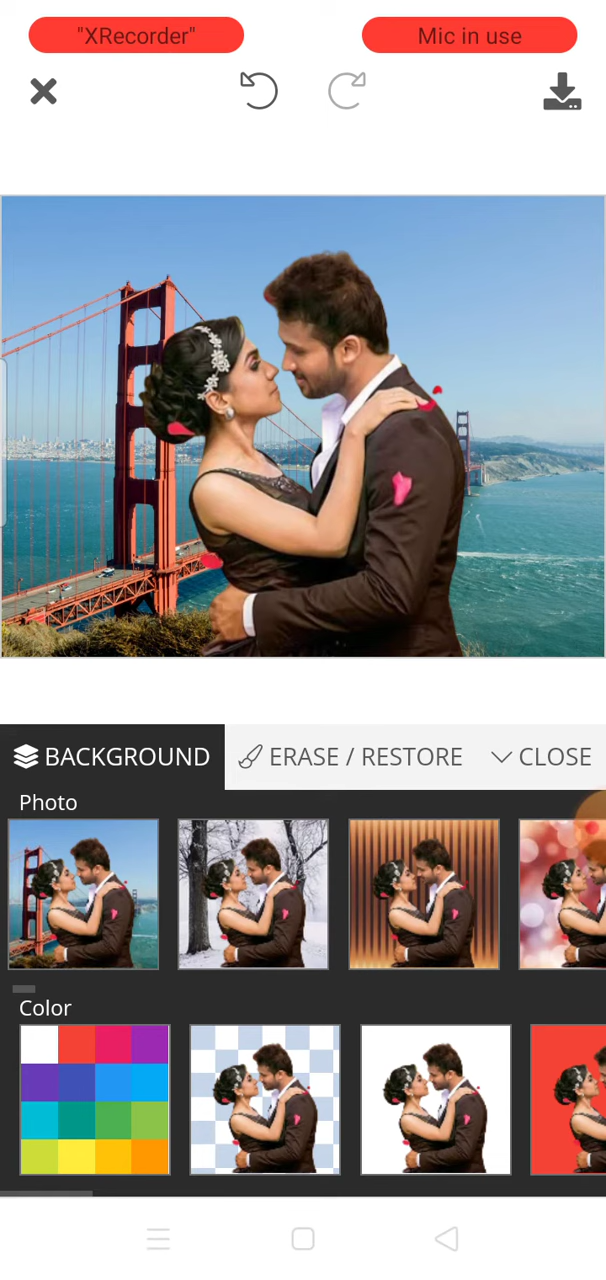 "XRecorder"
Mic in use
BACKGROUND
ERASE / RESTORE
CLOSE
Photo
Color